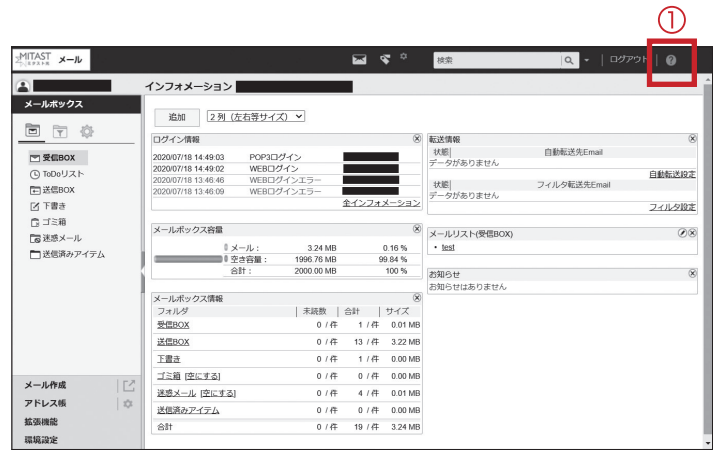 ①
MITAST メール
ミタスト株
検索
ログアウト
インフォメーション
メールボックス
受信BOX
ToDoリスト
送信BOX
下書き
ゴミ箱
迷惑メール
送信済みアイテム
メール作成
アドレス帳
拡張機能
環境設定
追加 2 列 (左右等サイズ)
ログイン情報
2020/07/18 14:49:03 POP3ログイン
2020/07/18 14:49:02 WEBログイン
2020/07/18 13:46:46 WEBログインエラー
2020/07/18 13:46:09 WEBログインエラー
全インフォメーション
メールボックス容量
メール： 3.24 MB 0.16 %
空き容量： 1996.76 MB 99.84 %
合計： 2000.00 MB 100 %
メールボックス情報
フォルダ 未読数 合計 サイズ
受信BOX 0 / 件 1 / 件 0.01 MB
送信BOX 0 / 件 13 / 件 3.22 MB
下書き 0 / 件 1 / 件 0.00 MB
ゴミ箱 [空にする] 0 / 件 0 / 件 0.00 MB
迷惑メール [空にする] 0 / 件 4 / 件 0.01 MB
送信済みアイテム 0 / 件 0 / 件 0.00 MB
合計 0 / 件 19 / 件 3.24 MB
転送情報
状態 自動転送先Email
データがありません
自動転送設定
状態 フィルタ転送先Email
データがありません
フィルタ設定
メールリスト(受信BOX)
・ test
お知らせ
お知らせはありません